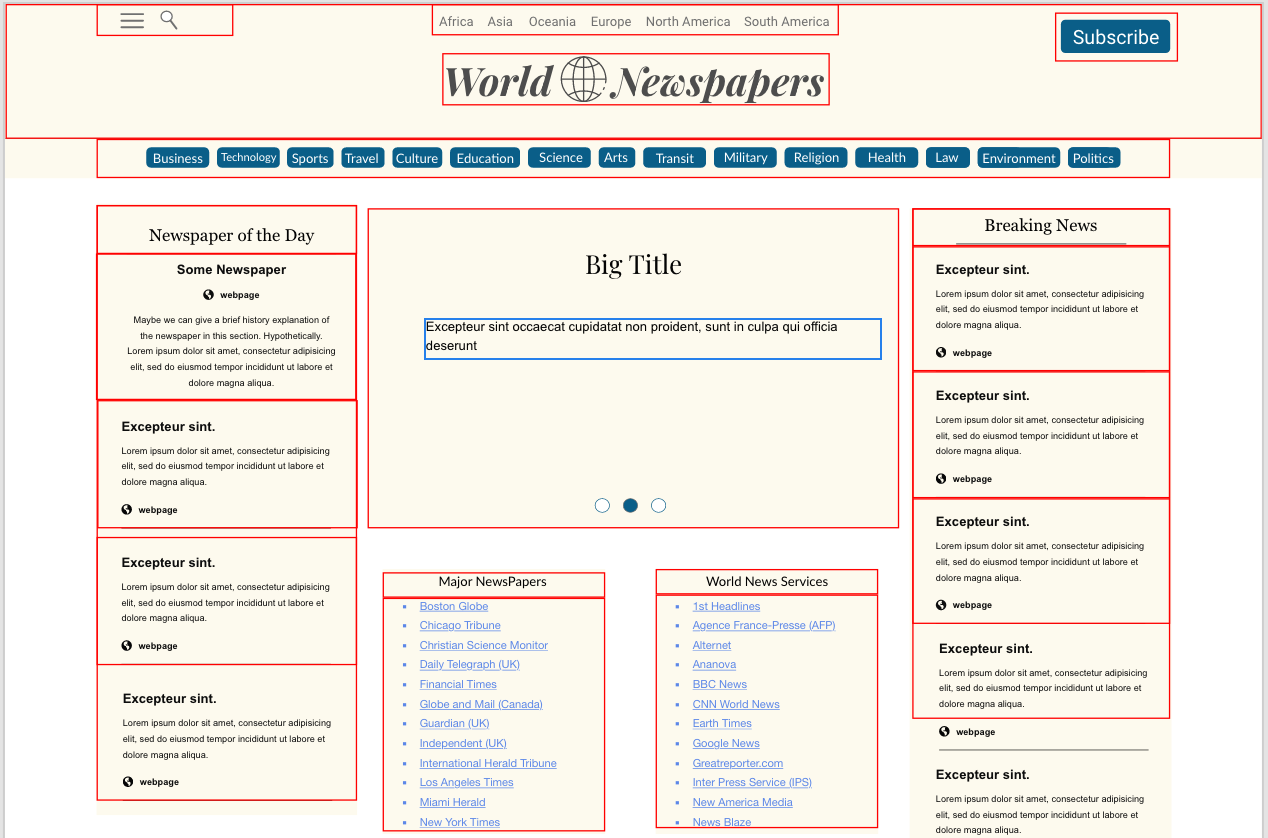 Africa Asia Oceania Europe North America South America
Subscribe
World Newspapers
Business Technology Sports Travel Culture Education Science Arts Transit Military Religion Health Law Environment Politics
Newspaper of the Day
Some Newspaper
webpage
Maybe we can give a brief history explanation of
the newspaper in this section. Hypothetically.
Lorem ipsum dolor sit amet, consectetur adipisicing
elit, sed do eiusmod tempor incididunt ut labore et
dolore magna aliqua.
Excepteur sint.
Lorem ipsum dolor sit amet, consectetur adipisicing
elit, sed do eiusmod tempor incididunt ut labore et
dolore magna aliqua.
webpage
Excepteur sint.
Lorem ipsum dolor sit amet, consectetur adipisicing
elit, sed do eiusmod tempor incididunt ut labore et
dolore magna aliqua.
webpage
Excepteur sint.
Lorem ipsum dolor sit amet, consectetur adipisicing
elit, sed do eiusmod tempor incididunt ut labore et
dolore magna aliqua.
webpage
Big Title
Excepteur sint occaecat cupidatat non proident, sunt in culpa qui officia
deserunt
Major NewsPapers
Boston Globe
Chicago Tribune
Christian Science Monitor
Daily Telegraph (UK)
Financial Times
Globe and Mail (Canada)
Guardian (UK)
Independent (UK)
International Herald Tribune
Los Angeles Times
Miami Herald
New York Times
World News Services
1st Headlines
Agence France-Presse (AFP)
Alternet
Ananova
BBC News
CNN World News
Earth Times
Google News
Greatreporter.com
Inter Press Service (IPS)
New America Media
News Blaze
Breaking News
Excepteur sint.
Lorem ipsum dolor sit amet, consectetur adipisicing
elit, sed do eiusmod tempor incididunt ut labore et
dolore magna aliqua.
webpage
Excepteur sint.
Lorem ipsum dolor sit amet, consectetur adipisicing
elit, sed do eiusmod tempor incididunt ut labore et
dolore magna aliqua.
webpage
Excepteur sint.
Lorem ipsum dolor sit amet, consectetur adipisicing
elit, sed do eiusmod tempor incididunt ut labore et
dolore magna aliqua.
webpage
Excepteur sint.
Lorem ipsum dolor sit amet, consectetur adipisicing
elit, sed do eiusmod tempor incididunt ut labore et
dolore magna aliqua.
webpage
Excepteur sint.
Lorem ipsum dolor sit amet, consectetur adipisicing
elit, sed do eiusmod tempor incididunt ut labore et
dolore magna aliqua.